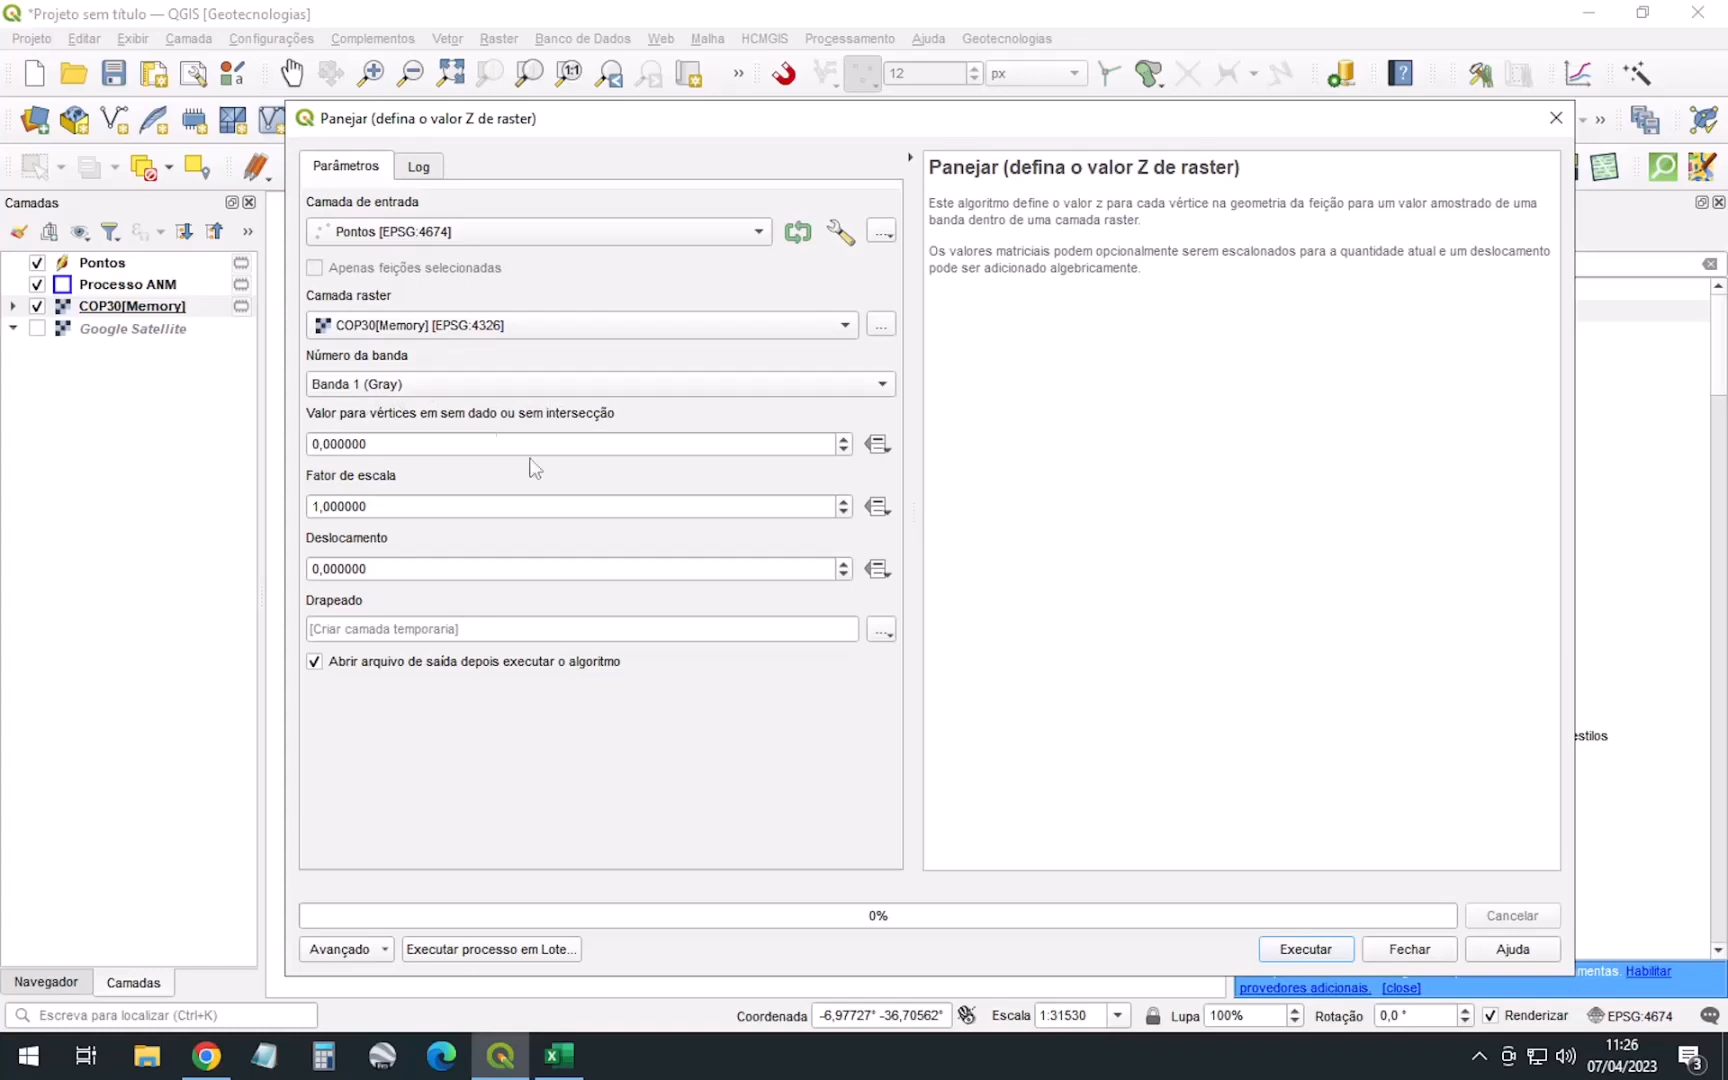 *Projeto sem título — QGIS [Geotecnologias]
Projeto Editar Exibir Camada Configurações Complementos Vetor Raster Banco de Dados Web Malha HCMGIS Processamento Ajuda Geotecnologias
12 px
Panejar (defina o valor Z de raster)
Parâmetros Log
Camada de entrada
Pontos [EPSG:4674]
Apenas feições selecionadas
Camada raster
COP30[Memory] [EPSG:4326]
Número da banda
Banda 1 (Gray)
Valor para vértices em sem dado ou sem intersecção
0,000000
Fator de escala
1,000000
Deslocamento
0,000000
Drapeado
[Criar camada temporaria]
Abrir arquivo de saída depois executar o algoritmo
Panejar (defina o valor Z de raster)
Este algoritmo define o valor z para cada vértice na geometria da feição para um valor amostrado de uma
banda dentro de uma camada raster.
Os valores matriciais podem opcionalmente serem escalonados para a quantidade atual e um deslocamento
pode ser adicionado algebricamente.
0% Cancelar
Avançado Executar processo em Lote... Executar Fechar Ajuda
Camadas
Pontos
Processo ANM
COP30[Memory]
Google Satellite
estilos
mentas. Habilitar
provedores adicionais. [close]
Navegador Camadas
Escreva para localizar (Ctrl+K) Coordenada -6,97727° -36,70562° Escala 1:31530 Lupa 100% Rotação 0,0 ° Renderizar EPSG:4674
11:26
07/04/2023
3